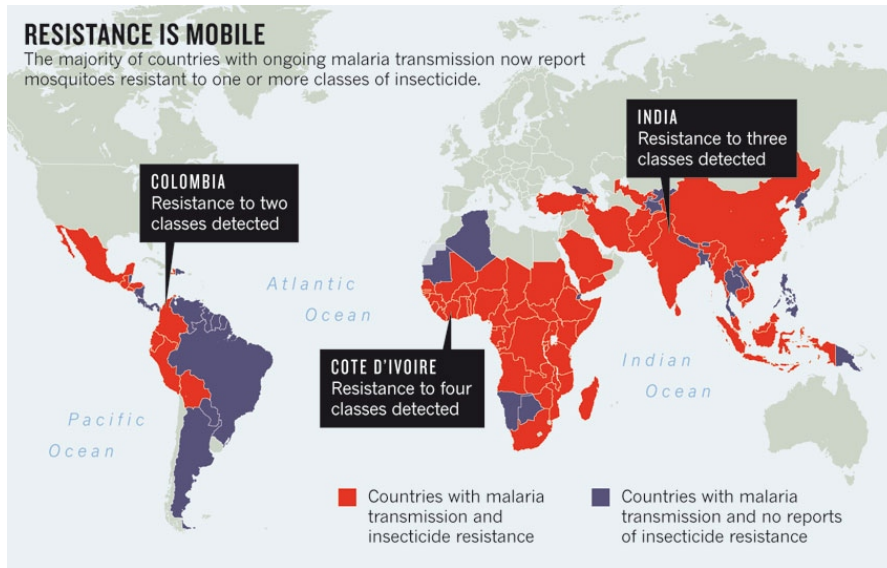 RESISTANCE IS MOBILE
The majority of countries with ongoing malaria transmission now report
mosquitoes resistant to one or more classes of insecticide.
INDIA
Resistance to three
classes detected
COLOMBIA
Resistance to two
classes detected
Atlantic
Ocean
COTE D'IVOIRE
Resistance to four
classes detected
Indian
Ocean
Pacific
Ocean
Countries with malaria
transmission and
insecticide resistance
Countries with malaria
transmission and no reports
of insecticide resistance